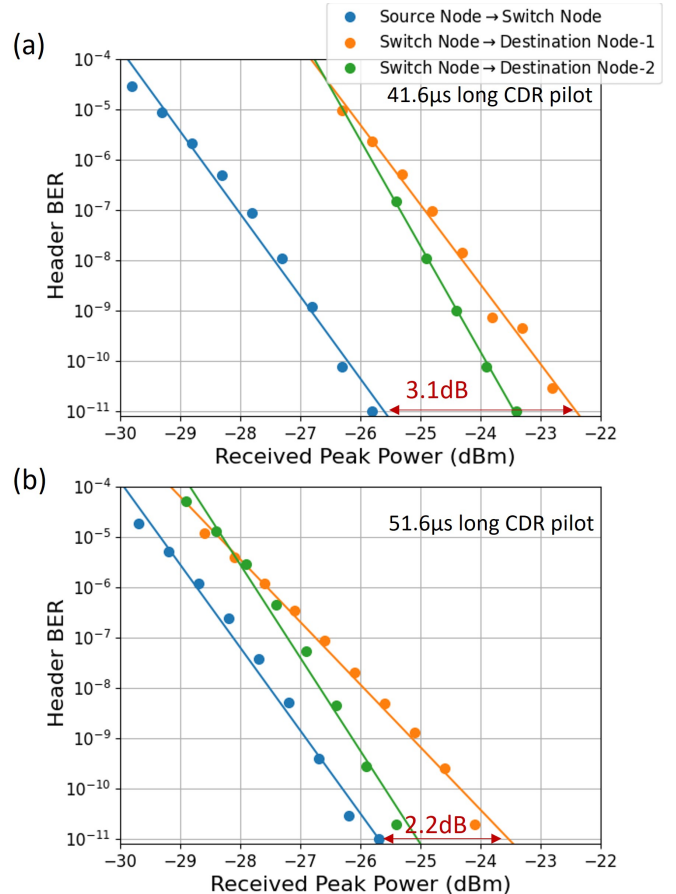 Source Node → Switch Node
Switch Node → Destination Node-1
Switch Node → Destination Node-2
(a)
41.6μs long CDR pilot
10⁻⁴
10⁻⁵
10⁻⁶
10⁻⁷
10⁻⁸
10⁻⁹
10⁻¹⁰
10⁻¹¹
Header BER
3.1dB
−30 −29 −28 −27 −26 −25 −24 −23 −22
Received Peak Power (dBm)
(b)
51.6μs long CDR pilot
10⁻⁴
10⁻⁵
10⁻⁶
10⁻⁷
10⁻⁸
10⁻⁹
10⁻¹⁰
10⁻¹¹
Header BER
2.2dB
−30 −29 −28 −27 −26 −25 −24 −23 −22
Received Peak Power (dBm)